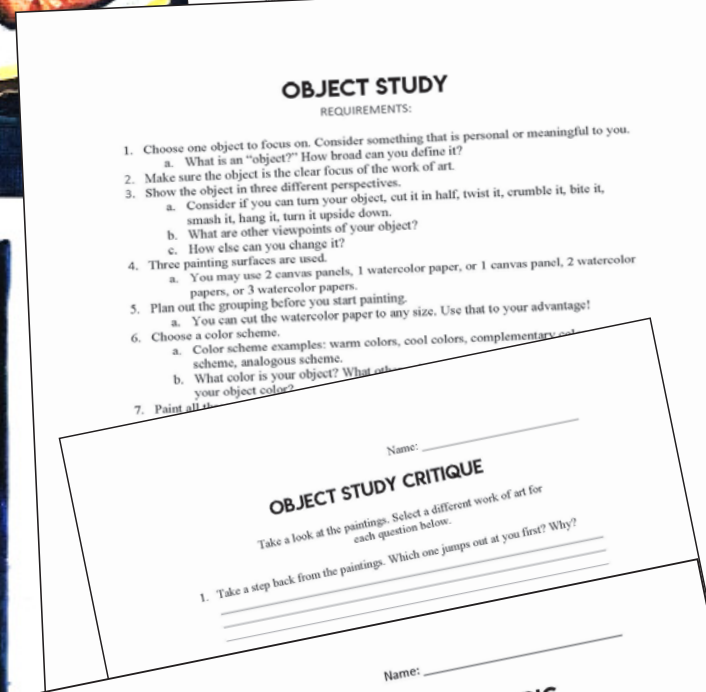 OBJECT STUDY
REQUIREMENTS:
1. Choose one object to focus on. Consider something that is personal or meaningful to you.
a. What is an “object?” How broad can you define it?
2. Make sure the object is the clear focus of the work of art.
3. Show the object in three different perspectives.
a. Consider if you can turn your object, cut it in half, twist it, crumble it, bite it,
smash it, hang it, turn it upside down.
b. What are other viewpoints of your object?
c. How else can you change it?
4. Three painting surfaces are used.
a. You may use 2 canvas panels, 1 watercolor paper, or 1 canvas panel, 2 watercolor
papers, or 3 watercolor papers.
5. Plan out the grouping before you start painting.
a. You can cut the watercolor paper to any size. Use that to your advantage!
6. Choose a color scheme.
a. Color scheme examples: warm colors, cool colors, complementary
scheme, analogous scheme.
b. What color is your object? What
your object color?
7. Paint all
Name:
OBJECT STUDY CRITIQUE
Take a look at the paintings. Select a different work of art for
each question below.
1. Take a step back from the paintings. Which one jumps out at you first? Why?
Name: